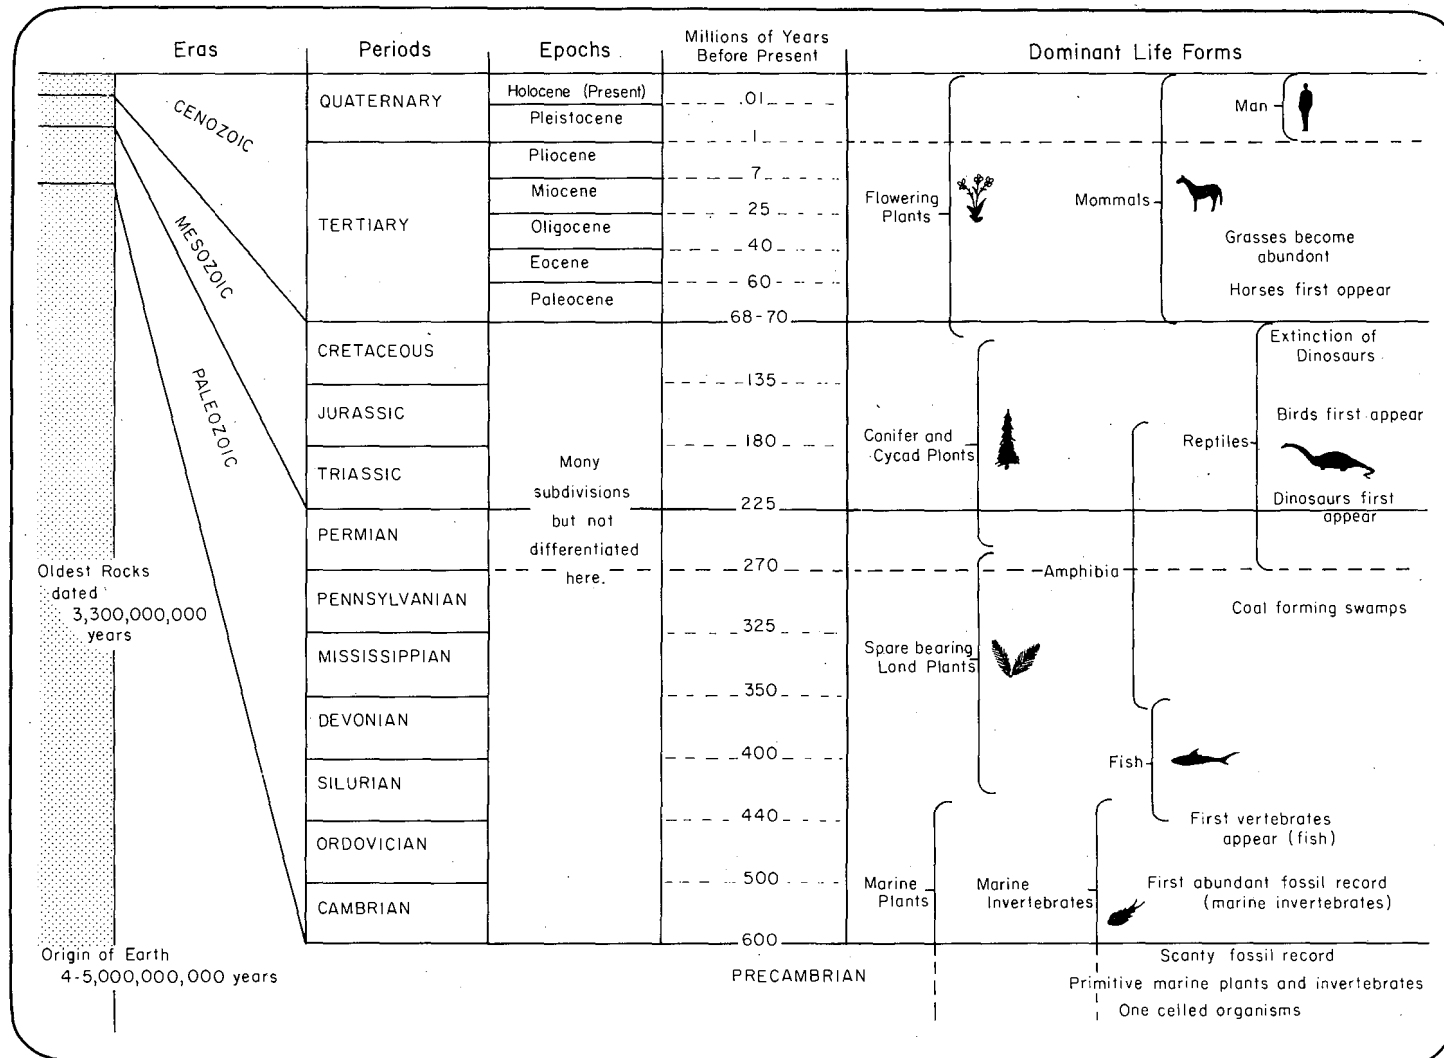 Eras
Periods
Epochs
Millions of Years
Before Present
Dominant Life Forms
CENOZOIC
MESOZOIC
PALEOZOIC
QUATERNARY
TERTIARY
CRETACEOUS
JURASSIC
TRIASSIC
PERMIAN
PENNSYLVANIAN
MISSISSIPPIAN
DEVONIAN
SILURIAN
ORDOVICIAN
CAMBRIAN
Holocene (Present)
Pleistocene
Pliocene
Miocene
Oligocene
Eocene
Paleocene
Mony
subdivisions
but not
differentiated
here.
.01
1
7
25
40
60
68-70
135
180
225
270
325
350
400
440
500
600
PRECAMBRIAN
Man
Flowering
Plants
Mommals
Grasses become
abundont
Horses first oppear
Extinction of
Dinosaurs
Birds first appear
Conifer and
Cycad Plonts
Reptiles
Dinosaurs first
appear
Amphibia
Coal forming swamps
Spare bearing
Lond Plants
Fish
First vertebrates
appear (fish)
Marine
Plants
Marine
Invertebrates
First abundant fossil record
(marine invertebrates)
Scanty fossil record
Primitive marine plants and invertebrates
One celled organisms
Oldest Rocks
dated
3,300,000,000
years
Origin of Earth
4-5,000,000,000 years